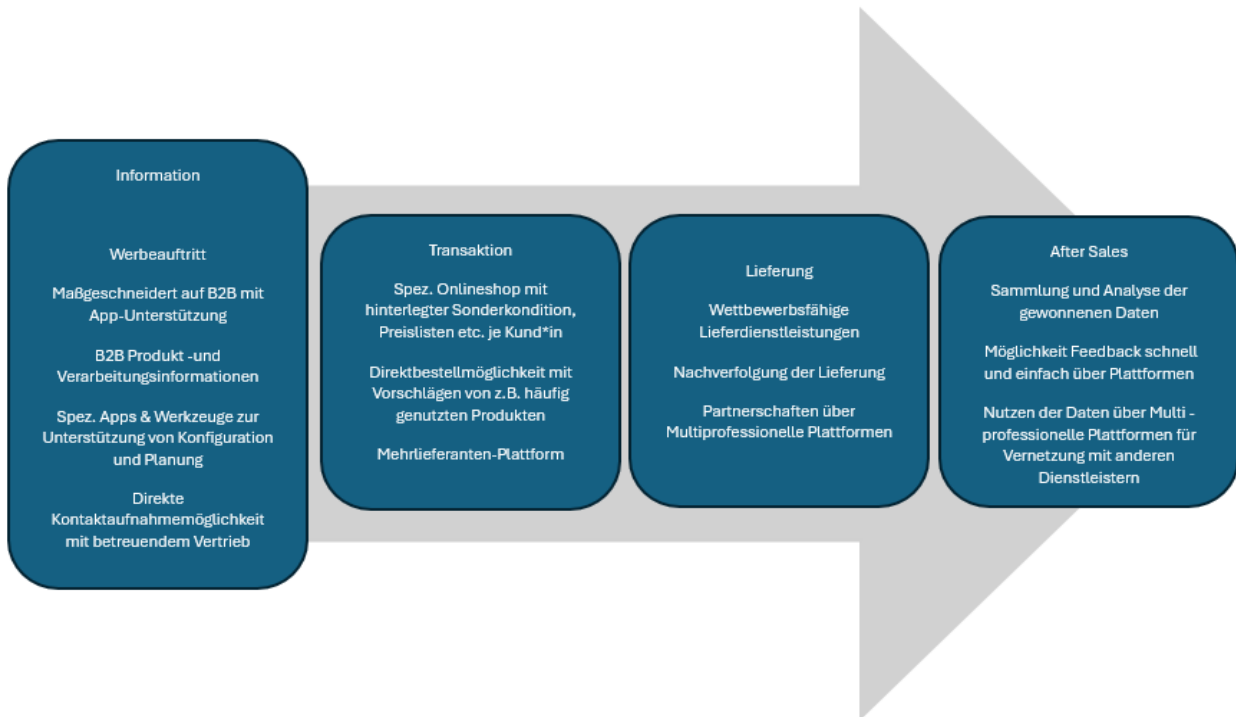 Information
Werbeauftritt
Maßgeschneidert auf B2B mit
App-Unterstützung
B2B Produkt -und
Verarbeitungsinformationen
Spez. Apps & Werkzeuge zur
Unterstützung von Konfiguration
und Planung
Direkte
Kontaktaufnahmemöglichkeit
mit betreuendem Vertrieb
Transaktion
Spez. Onlineshop mit
hinterlegter Sonderkondition,
Preislisten etc. je Kund*in
Direktbestellmöglichkeit mit
Vorschlägen von z.B. häufig
genutzten Produkten
Mehrlieferanten-Plattform
Lieferung
Wettbewerbsfähige
Lieferdienstleistungen
Nachverfolgung der Lieferung
Partnerschaften über
Multiprofessionelle Plattformen
After Sales
Sammlung und Analyse der
gewonnenen Daten
Möglichkeit Feedback schnell
und einfach über Plattformen
Nutzen der Daten über Multi -
professionelle Plattformen für
Vernetzung mit anderen
Dienstleistern